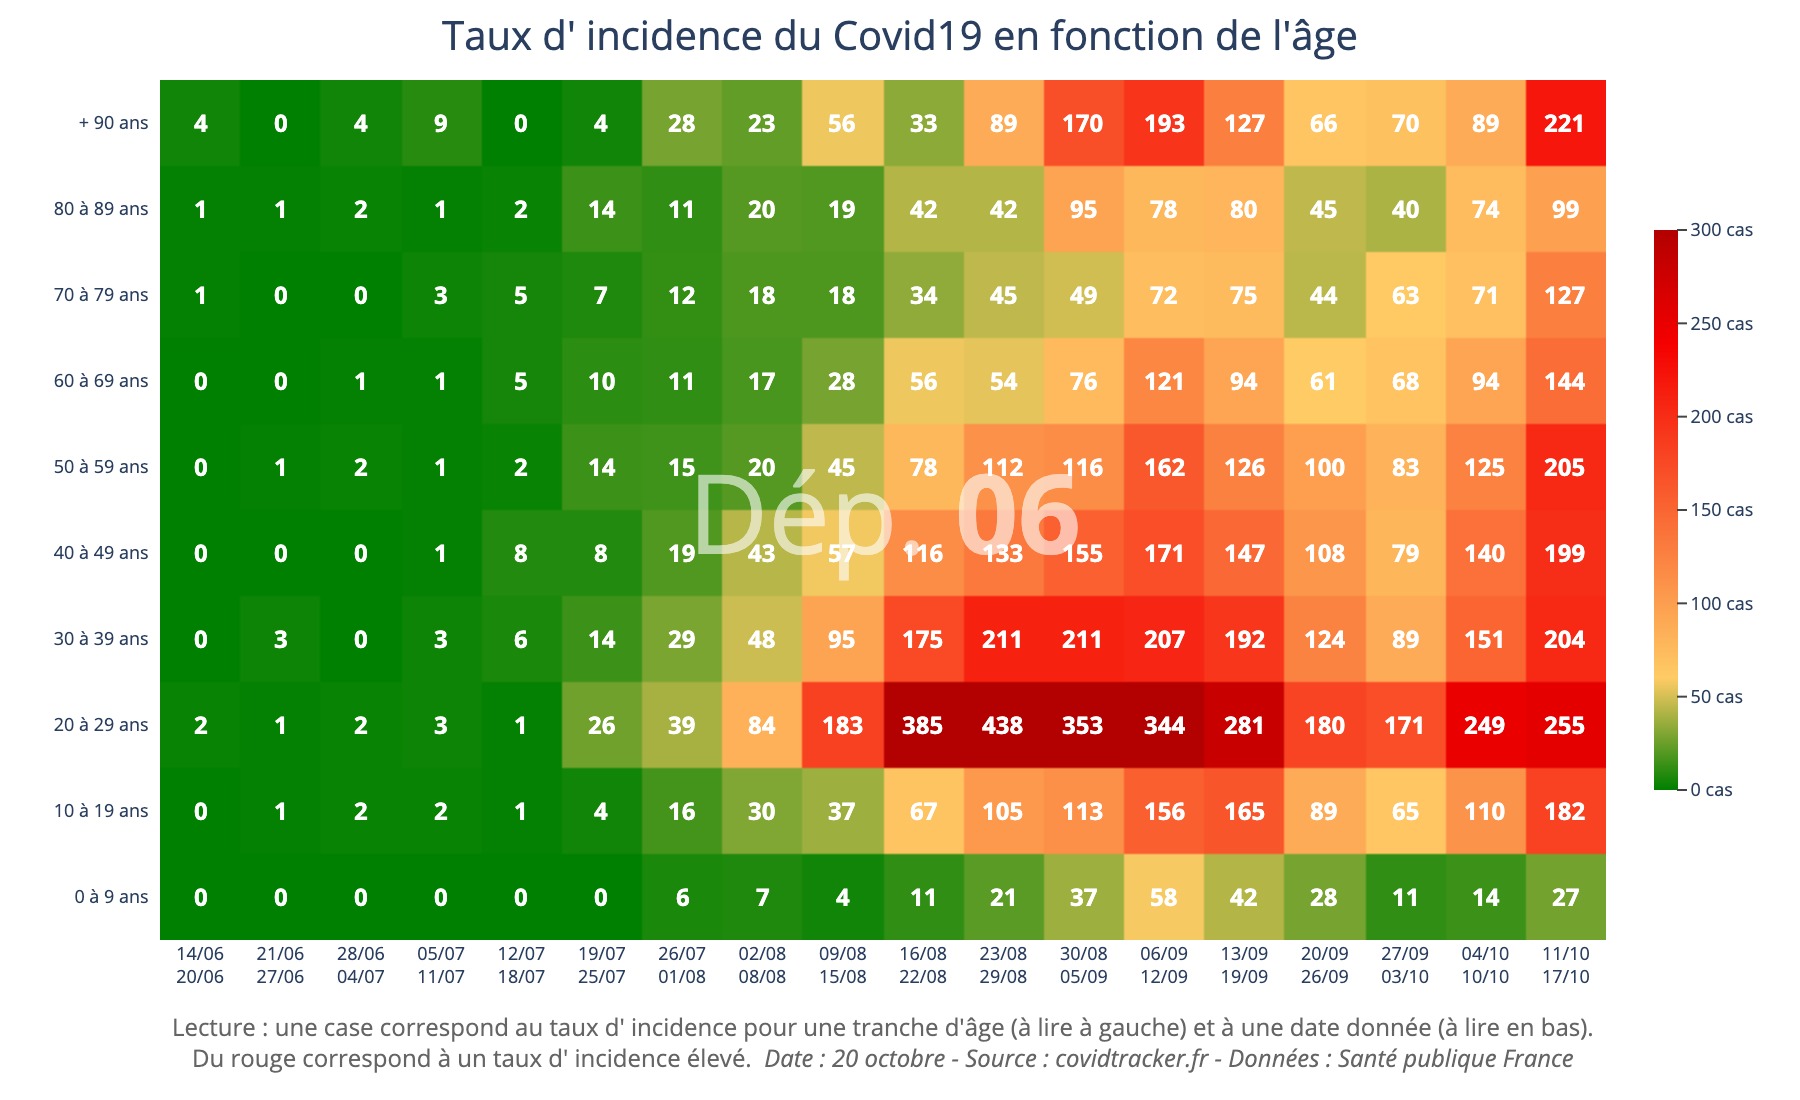 Taux d' incidence du Covid19 en fonction de l'âge
+ 90 ans 4 0 4 9 0 4 28 23 56 33 89 170 193 127 66 70 89 221
80 à 89 ans 1 1 2 1 2 14 11 20 19 42 42 95 78 80 45 40 74 99
70 à 79 ans 1 0 0 3 5 7 12 18 18 34 45 49 72 75 44 63 71 127
60 à 69 ans 0 0 1 1 5 10 11 17 28 56 54 76 121 94 61 68 94 144
50 à 59 ans 0 1 2 1 2 14 15 20 45 78 112 116 162 126 100 83 125 205
Dép. 06
40 à 49 ans 0 0 0 1 8 8 19 43 57 116 133 155 171 147 108 79 140 199
30 à 39 ans 0 3 0 3 6 14 29 48 95 175 211 211 207 192 124 89 151 204
20 à 29 ans 2 1 2 3 1 26 39 84 183 385 438 353 344 281 180 171 249 255
10 à 19 ans 0 1 2 2 1 4 16 30 37 67 105 113 156 165 89 65 110 182
0 à 9 ans 0 0 0 0 0 0 6 7 4 11 21 37 58 42 28 11 14 27
14/06 21/06 28/06 05/07 12/07 19/07 26/07 02/08 09/08 16/08 23/08 30/08 06/09 13/09 20/09 27/09 04/10 11/10
20/06 27/06 04/07 11/07 18/07 25/07 01/08 08/08 15/08 22/08 29/08 05/09 12/09 19/09 26/09 03/10 10/10 17/10
300 cas
250 cas
200 cas
150 cas
100 cas
50 cas
0 cas
Lecture : une case correspond au taux d' incidence pour une tranche d'âge (à lire à gauche) et à une date donnée (à lire en bas).
Du rouge correspond à un taux d' incidence élevé. Date : 20 octobre - Source : covidtracker.fr - Données : Santé publique France